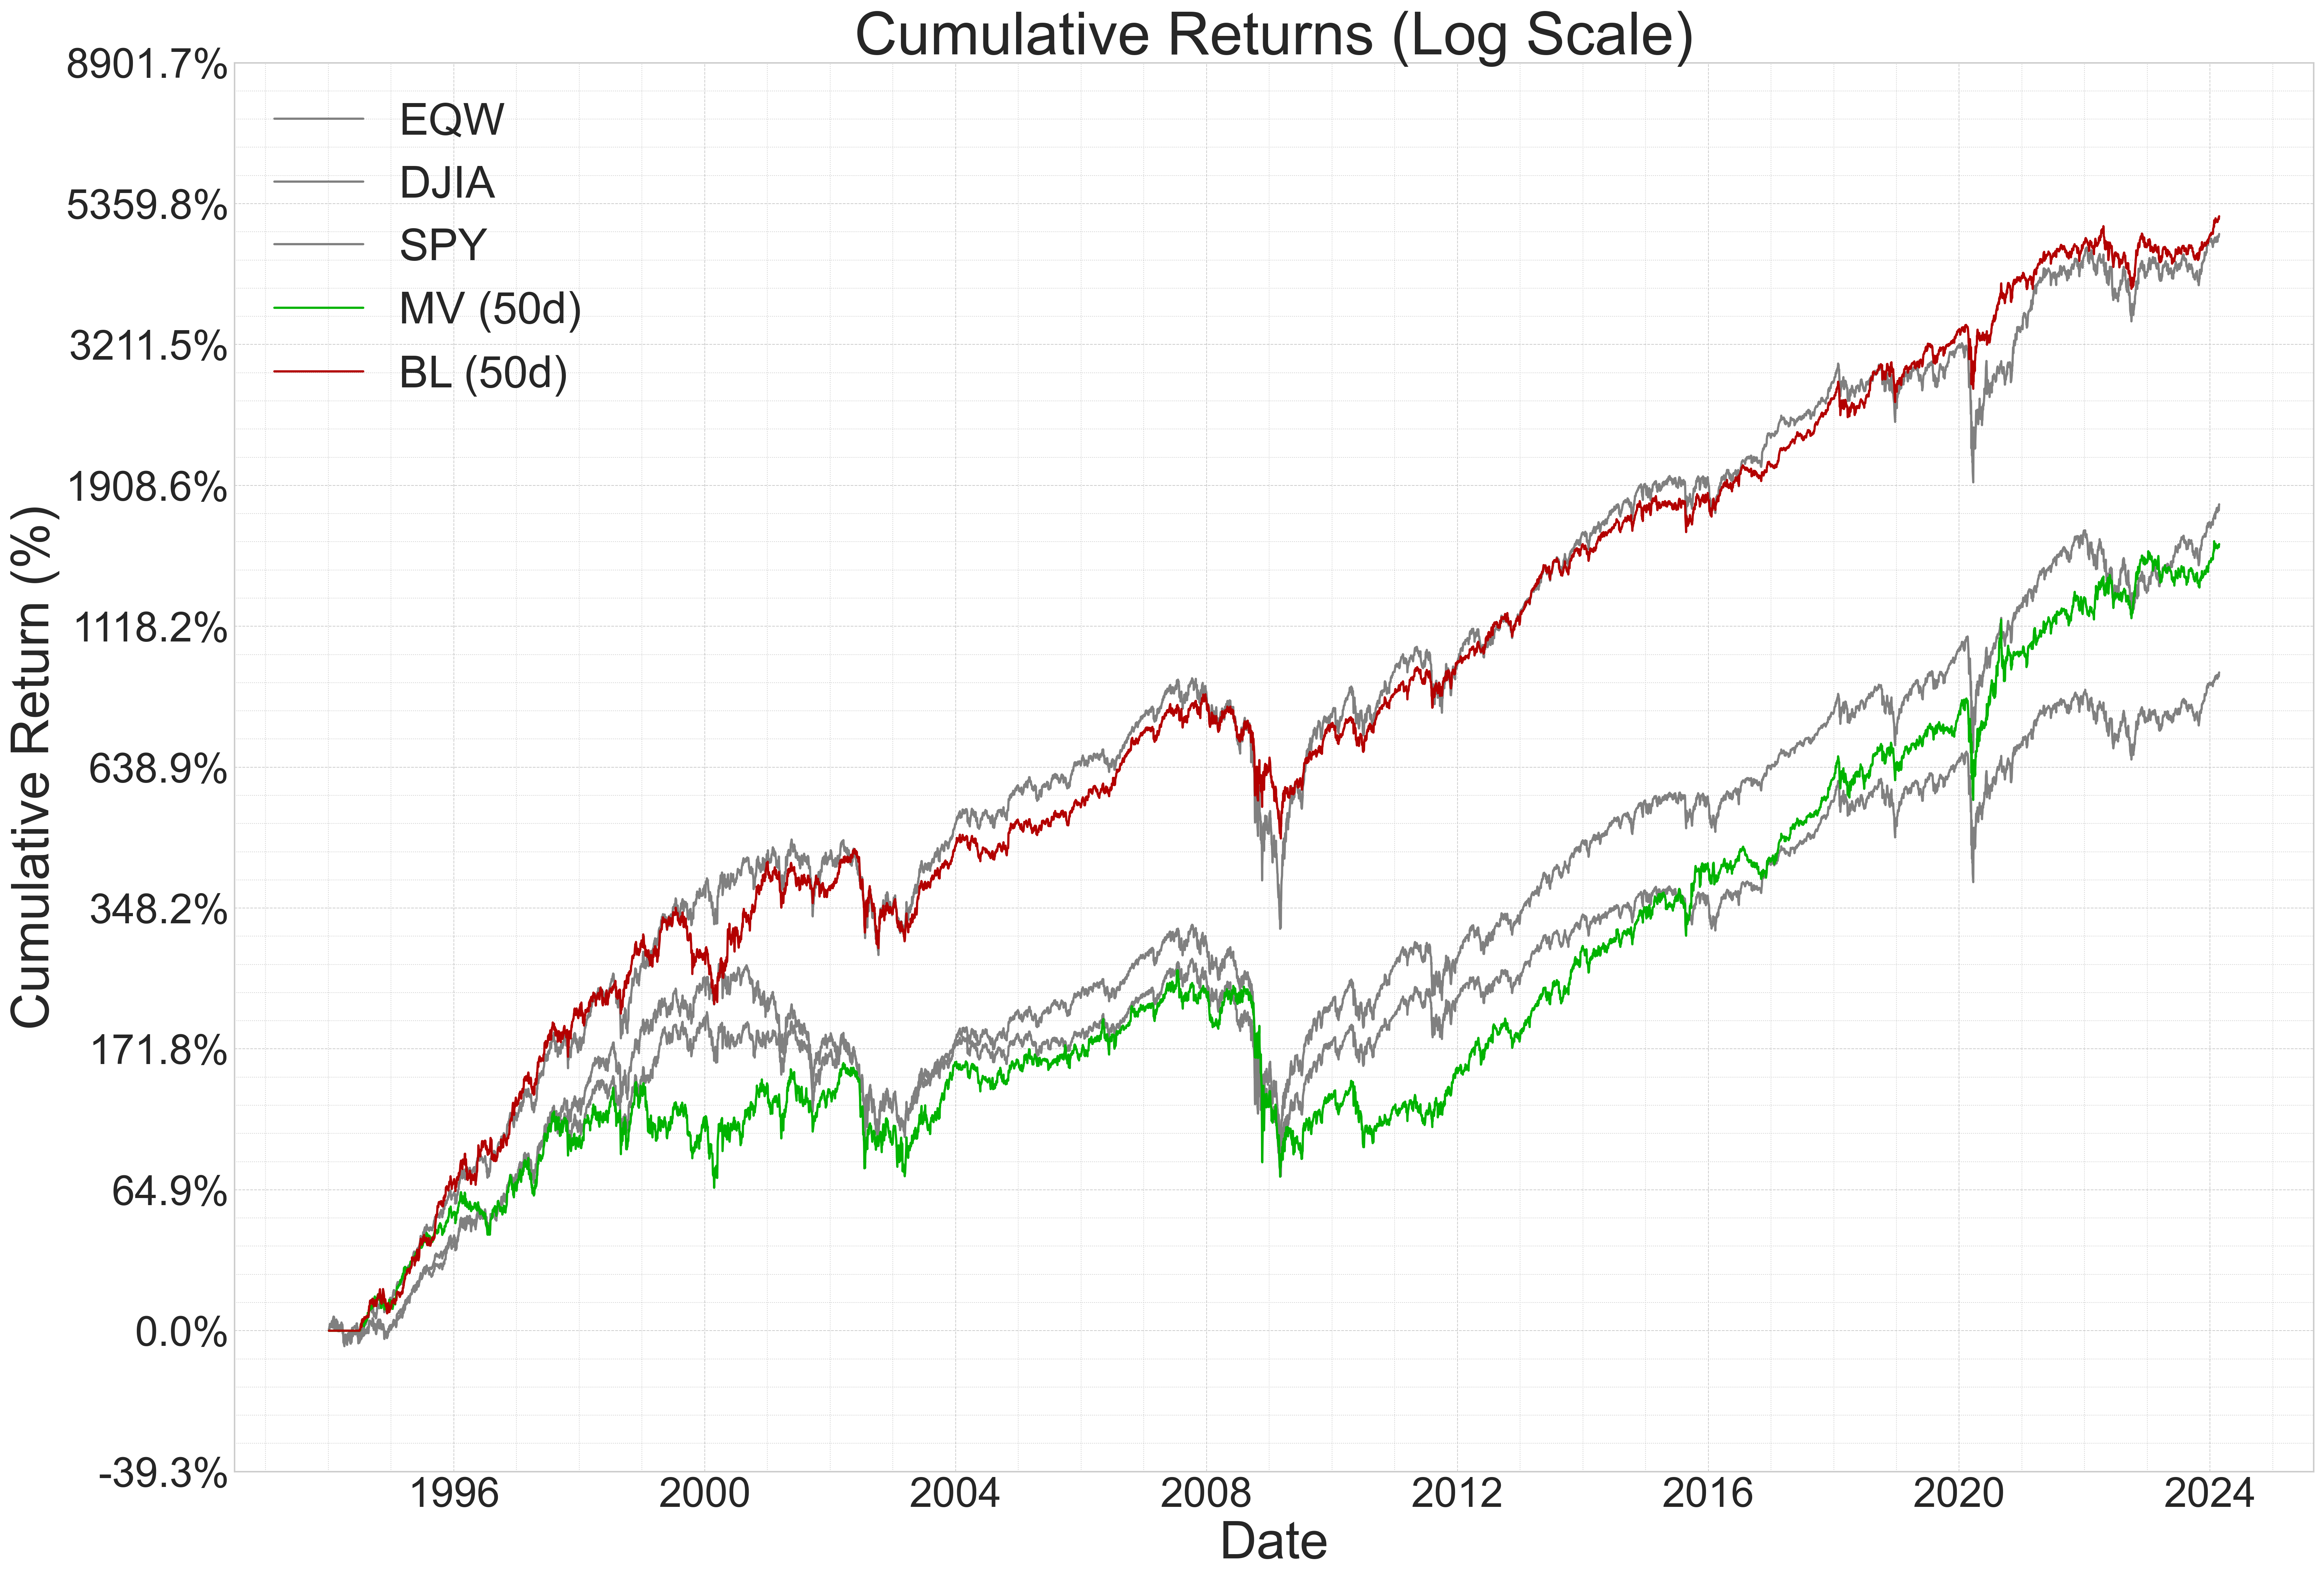 Cumulative Returns (Log Scale)
8901.7%
5359.8%
3211.5%
1908.6%
1118.2%
638.9%
348.2%
171.8%
64.9%
0.0%
-39.3%
Cumulative Return (%)
EQW
DJIA
SPY
MV (50d)
BL (50d)
1996 2000 2004 2008 2012 2016 2020 2024
Date